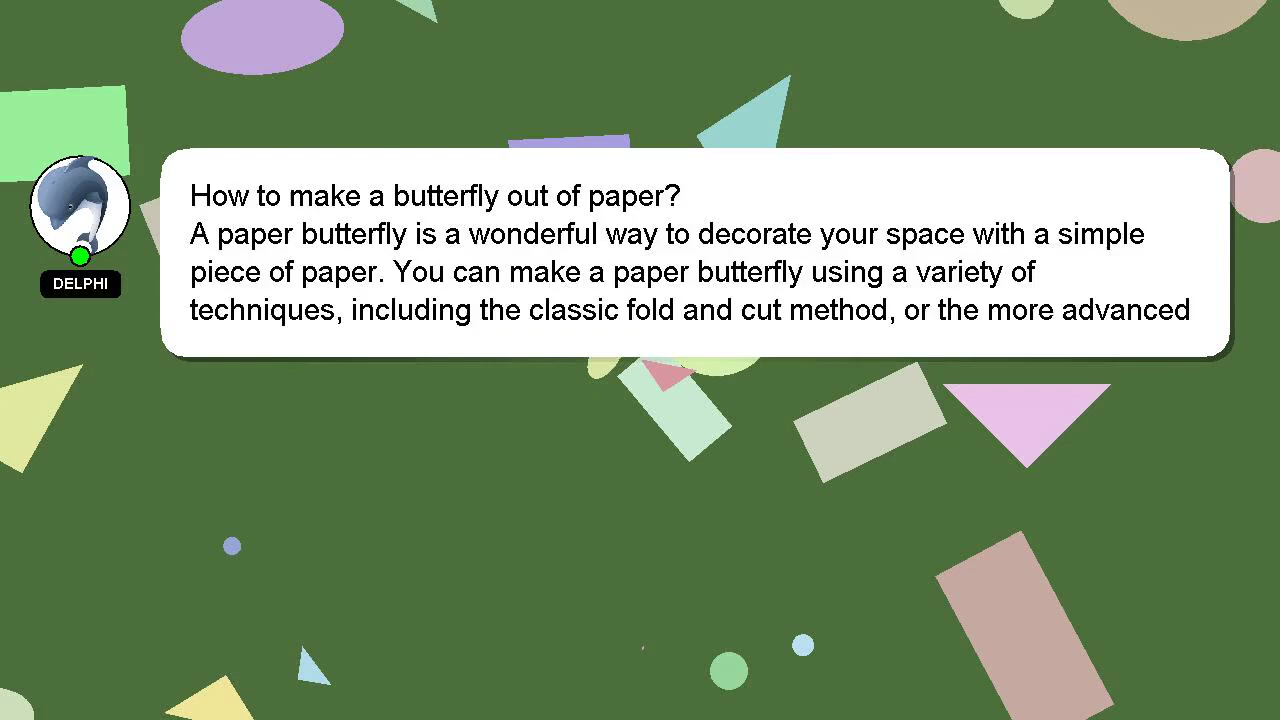 How to make a butterfly out of paper?
A paper butterfly is a wonderful way to decorate your space with a simple
piece of paper. You can make a paper butterfly using a variety of
techniques, including the classic fold and cut method, or the more advanced
DELPHI